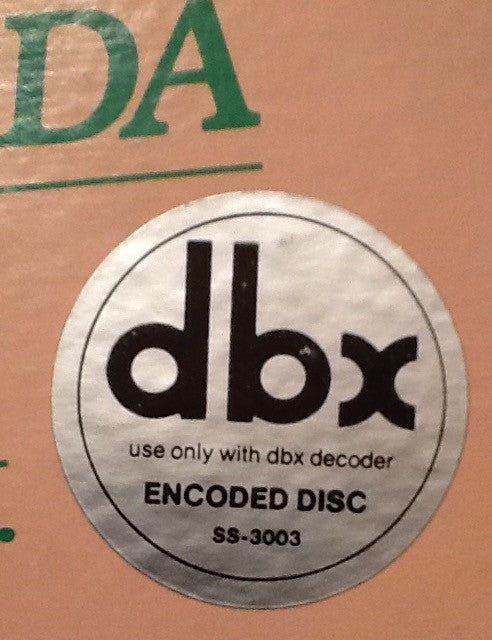 DA
dbx
use only with dbx decoder
ENCODED DISC
SS-3003